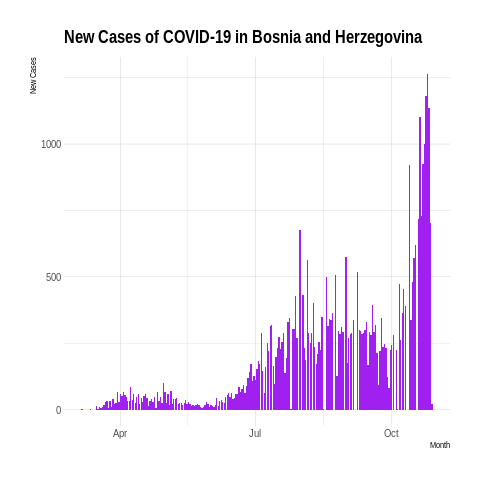 New Cases of COVID-19 in Bosnia and Herzegovina
New Cases
1000
500
0
Apr
Jul
Oct
Month